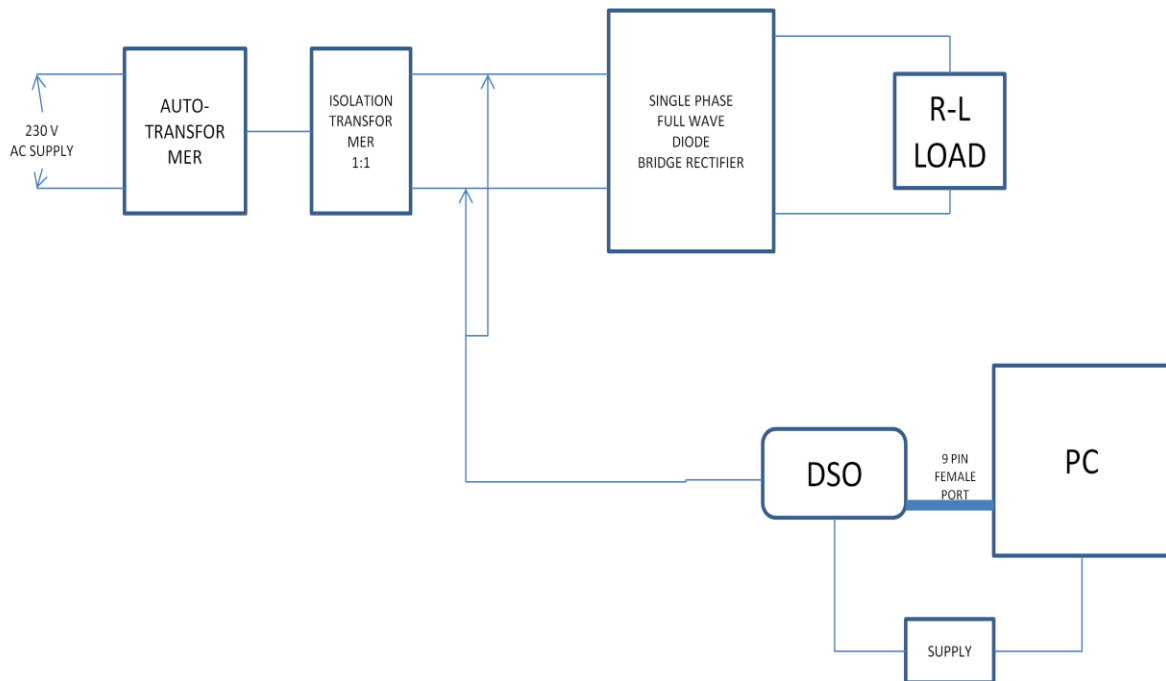 230 V
AC SUPPLY
AUTO-
TRANSFOR
MER
ISOLATION
TRANSFOR
MER
1:1
SINGLE PHASE
FULL WAVE
DIODE
BRIDGE RECTIFIER
R-L
LOAD
DSO
9 PIN
FEMALE
PORT
PC
SUPPLY